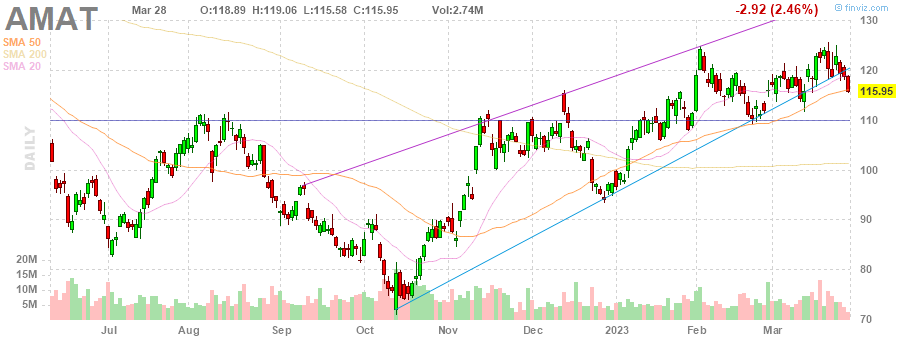 AMAT Mar 28 O:118.89 H:119.06 L:115.58 C:115.95 Vol:2.74M -2.92 (2.46%) © finviz.com
SMA 50
SMA 200
SMA 20
DAILY
130
120
115.95
110
100
90
80
70
20M
15M
10M
5M
Jul Aug Sep Oct Nov Dec 2023 Feb Mar